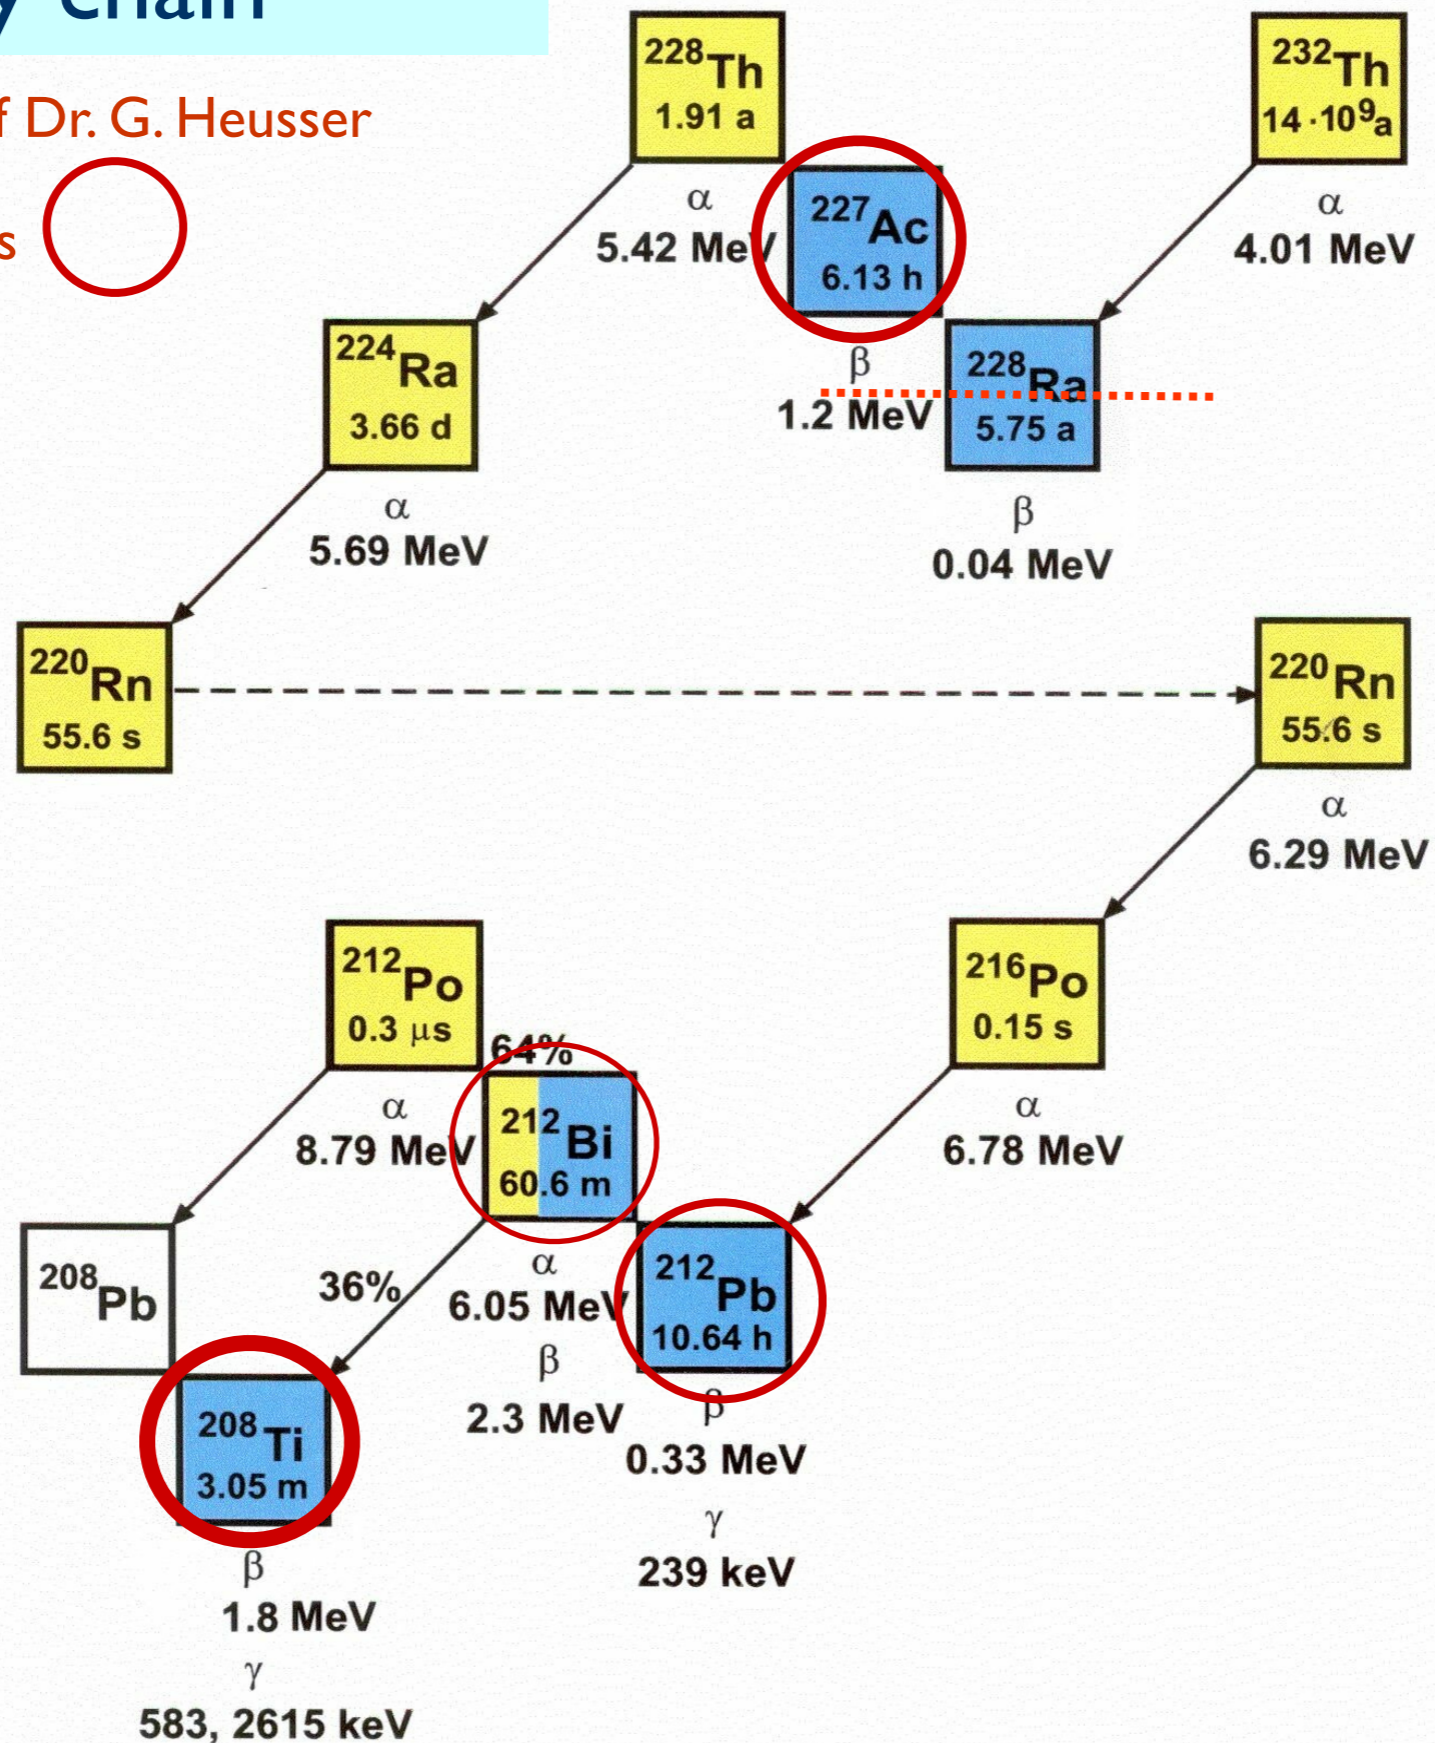 y chain
f Dr. G. Heusser
s
228Th
1.91 a
α
5.42 MeV
232Th
14 ·10⁹a
α
4.01 MeV
227Ac
6.13 h
β
1.2 MeV
228Ra
5.75 a
β
0.04 MeV
224Ra
3.66 d
α
5.69 MeV
220Rn
55.6 s
220Rn
55.6 s
α
6.29 MeV
212Po
0.3 μs
α
8.79 MeV
64%
216Po
0.15 s
α
6.78 MeV
212Bi
60.6 m
α
6.05 MeV
β
2.3 MeV
212Pb
10.64 h
β
0.33 MeV
γ
239 keV
208Pb
36%
208Ti
3.05 m
β
1.8 MeV
γ
583, 2615 keV